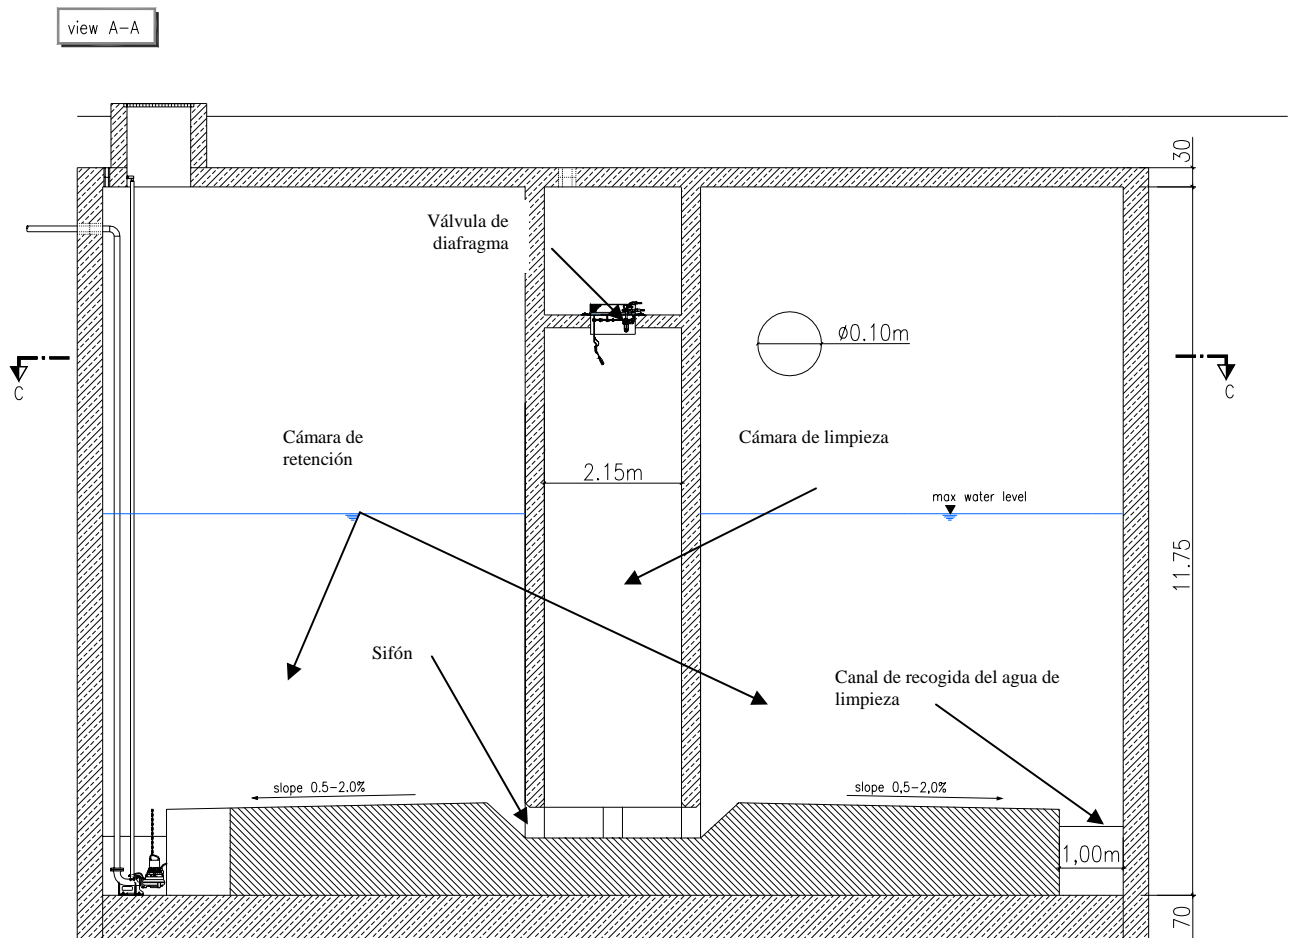 view A-A
30
Válvula de
diafragma
ø0.10m
C
C
Cámara de
retención
Cámara de limpieza
2.15m
max water level
11.75
Sifón
Canal de recogida del agua de
limpieza
slope 0.5-2.0%
slope 0,5-2,0%
1,00m
70